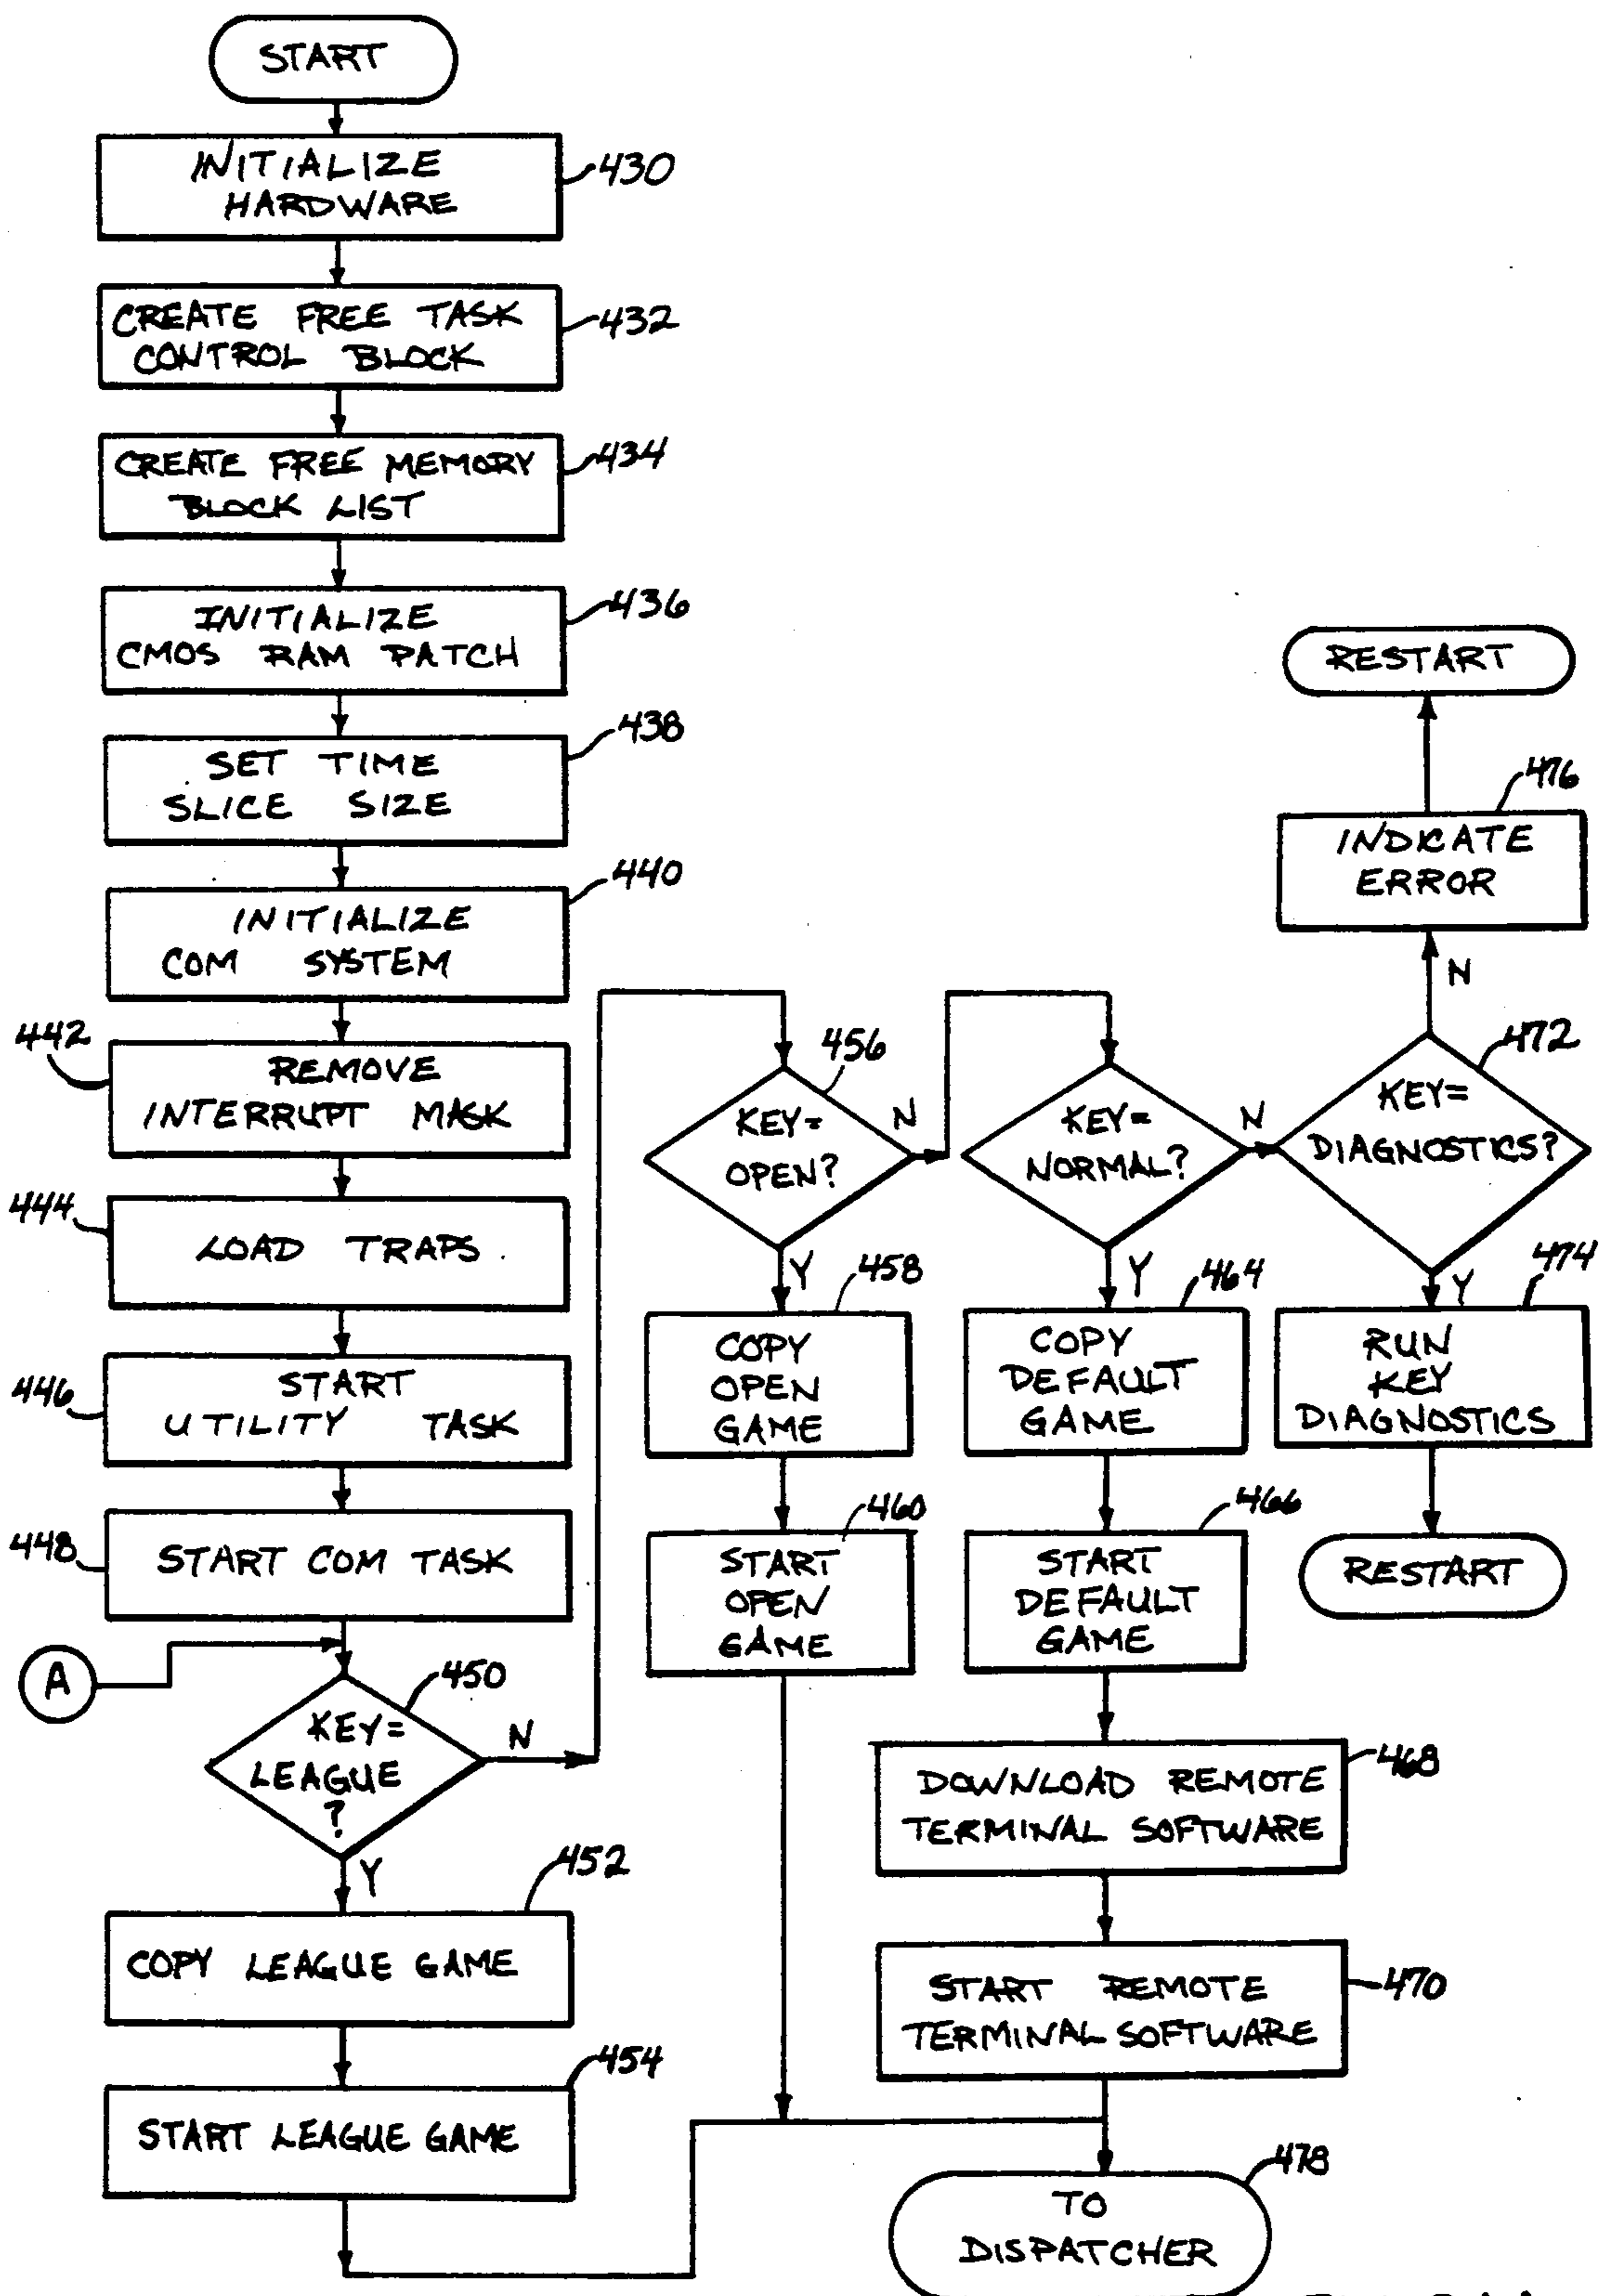 START
INITIALIZE
HARDWARE
430
CREATE FREE TASK
CONTROL BLOCK
432
CREATE FREE MEMORY
BLOCK LIST
434
INITIALIZE
CMOS RAM PATCH
436
SET TIME
SLICE SIZE
438
INITIALIZE
COM SYSTEM
440
442
REMOVE
INTERRUPT MASK
444
LOAD TRAPS
446
START
UTILITY TASK
448
START COM TASK
A
450
KEY=
LEAGUE
?
N
Y
452
COPY LEAGUE GAME
454
START LEAGUE GAME
456
KEY=
OPEN?
N
Y
458
COPY
OPEN
GAME
460
START
OPEN
GAME
KEY=
NORMAL?
N
Y
464
COPY
DEFAULT
GAME
466
START
DEFAULT
GAME
468
DOWNLOAD REMOTE
TERMINAL SOFTWARE
470
START REMOTE
TERMINAL SOFTWARE
478
TO
DISPATCHER
RESTART
476
INDICATE
ERROR
N
472
KEY=
DIAGNOSTICS?
Y
474
RUN
KEY
DIAGNOSTICS
RESTART